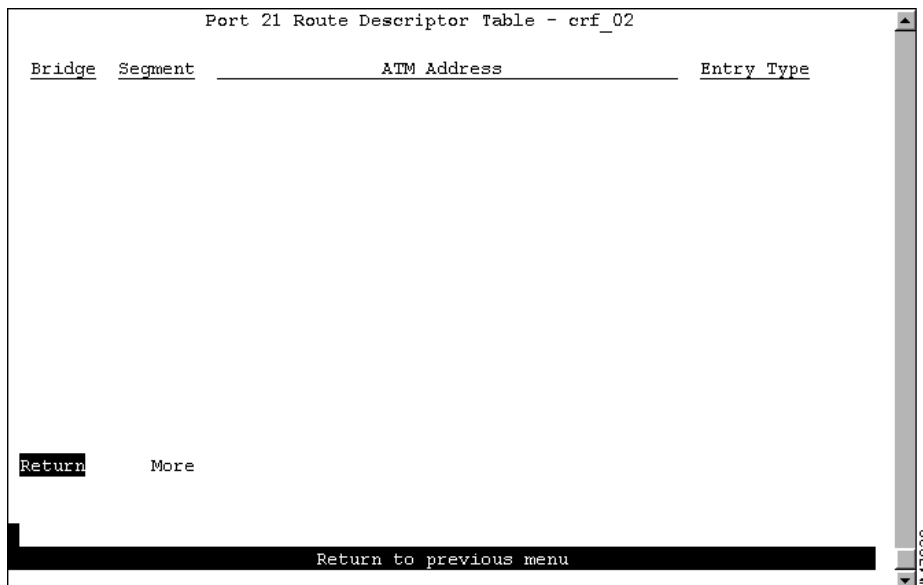 Port 21 Route Descriptor Table - crf_02
Bridge Segment ATM Address Entry Type
Return More
Return to previous menu